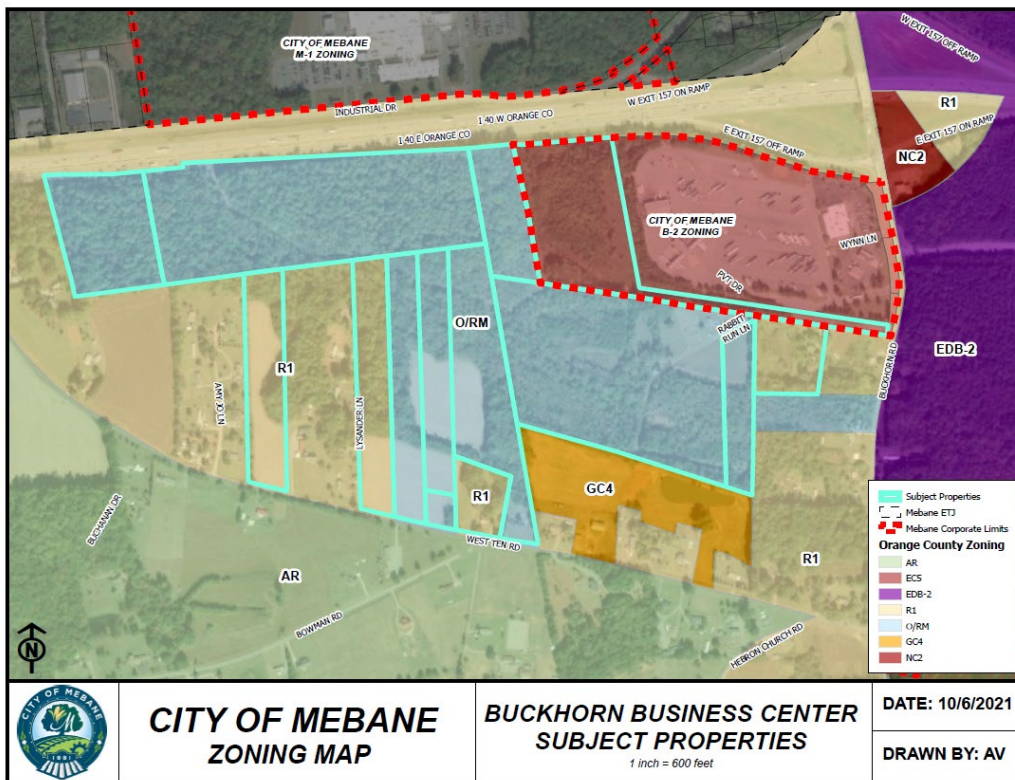 CITY OF MEBANE
M-1 ZONING
W EXIT 157 OFF RAMP
INDUSTRIAL DR
W EXIT 157 ON RAMP
R1
I 40 W ORANGE CO
I 40 E ORANGE CO
E EXIT 157 OFF RAMP
E EXIT 157 ON RAMP
NC2
CITY OF MEBANE
B-2 ZONING
WYNN LN
PVT DR
O/RM
RABBIT
RUN LN
BUCKHORN RD
EDB-2
R1
AMY JO LN
LYSANDER LN
R1
GC4
BUCHANAN DR
WEST TEN RD
AR
R1
BOWMAN RD
HEBRON CHURCH RD
Subject Properties
Mebane ETJ
Mebane Corporate Limits
Orange County Zoning
AR
EC5
EDB-2
R1
O/RM
GC4
NC2
N
CITY OF MEBANE
1881
CITY OF MEBANE
ZONING MAP
BUCKHORN BUSINESS CENTER
SUBJECT PROPERTIES
1 inch = 600 feet
DATE: 10/6/2021
DRAWN BY: AV